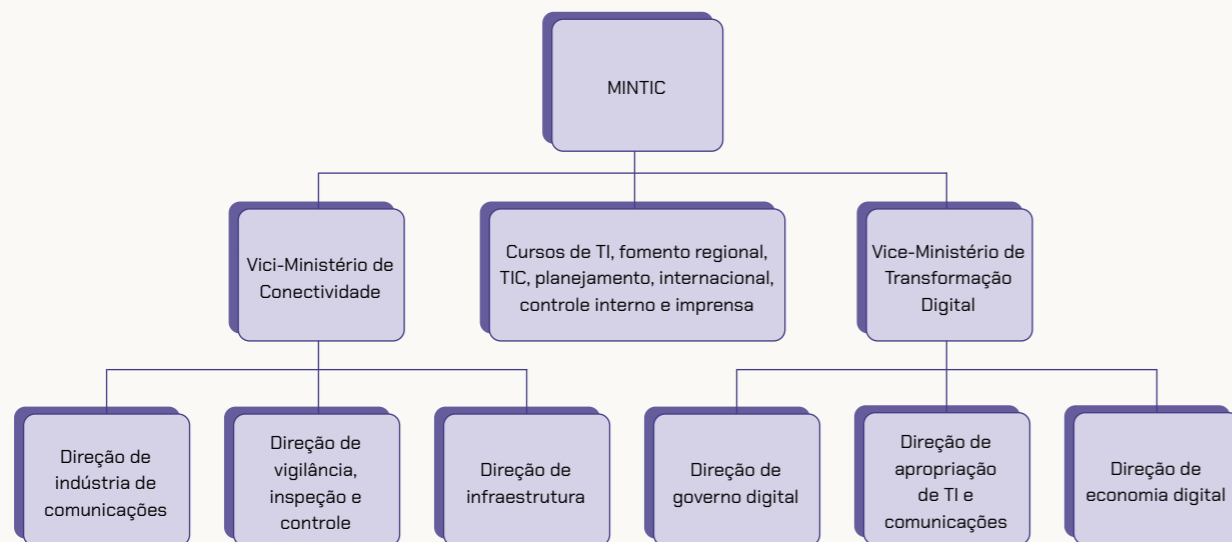 MINTIC
Vici-Ministério de
Conectividade
Cursos de TI, fomento regional,
TIC, planejamento, internacional,
controle interno e imprensa
Vice-Ministério de
Transformação
Digital
Direção de
indústria de
comunicações
Direção de
vigilância,
inspeção e
controle
Direção de
infraestrutura
Direção de
governo digital
Direção de
apropriação
de TI e
comunicações
Direção de
economia digital